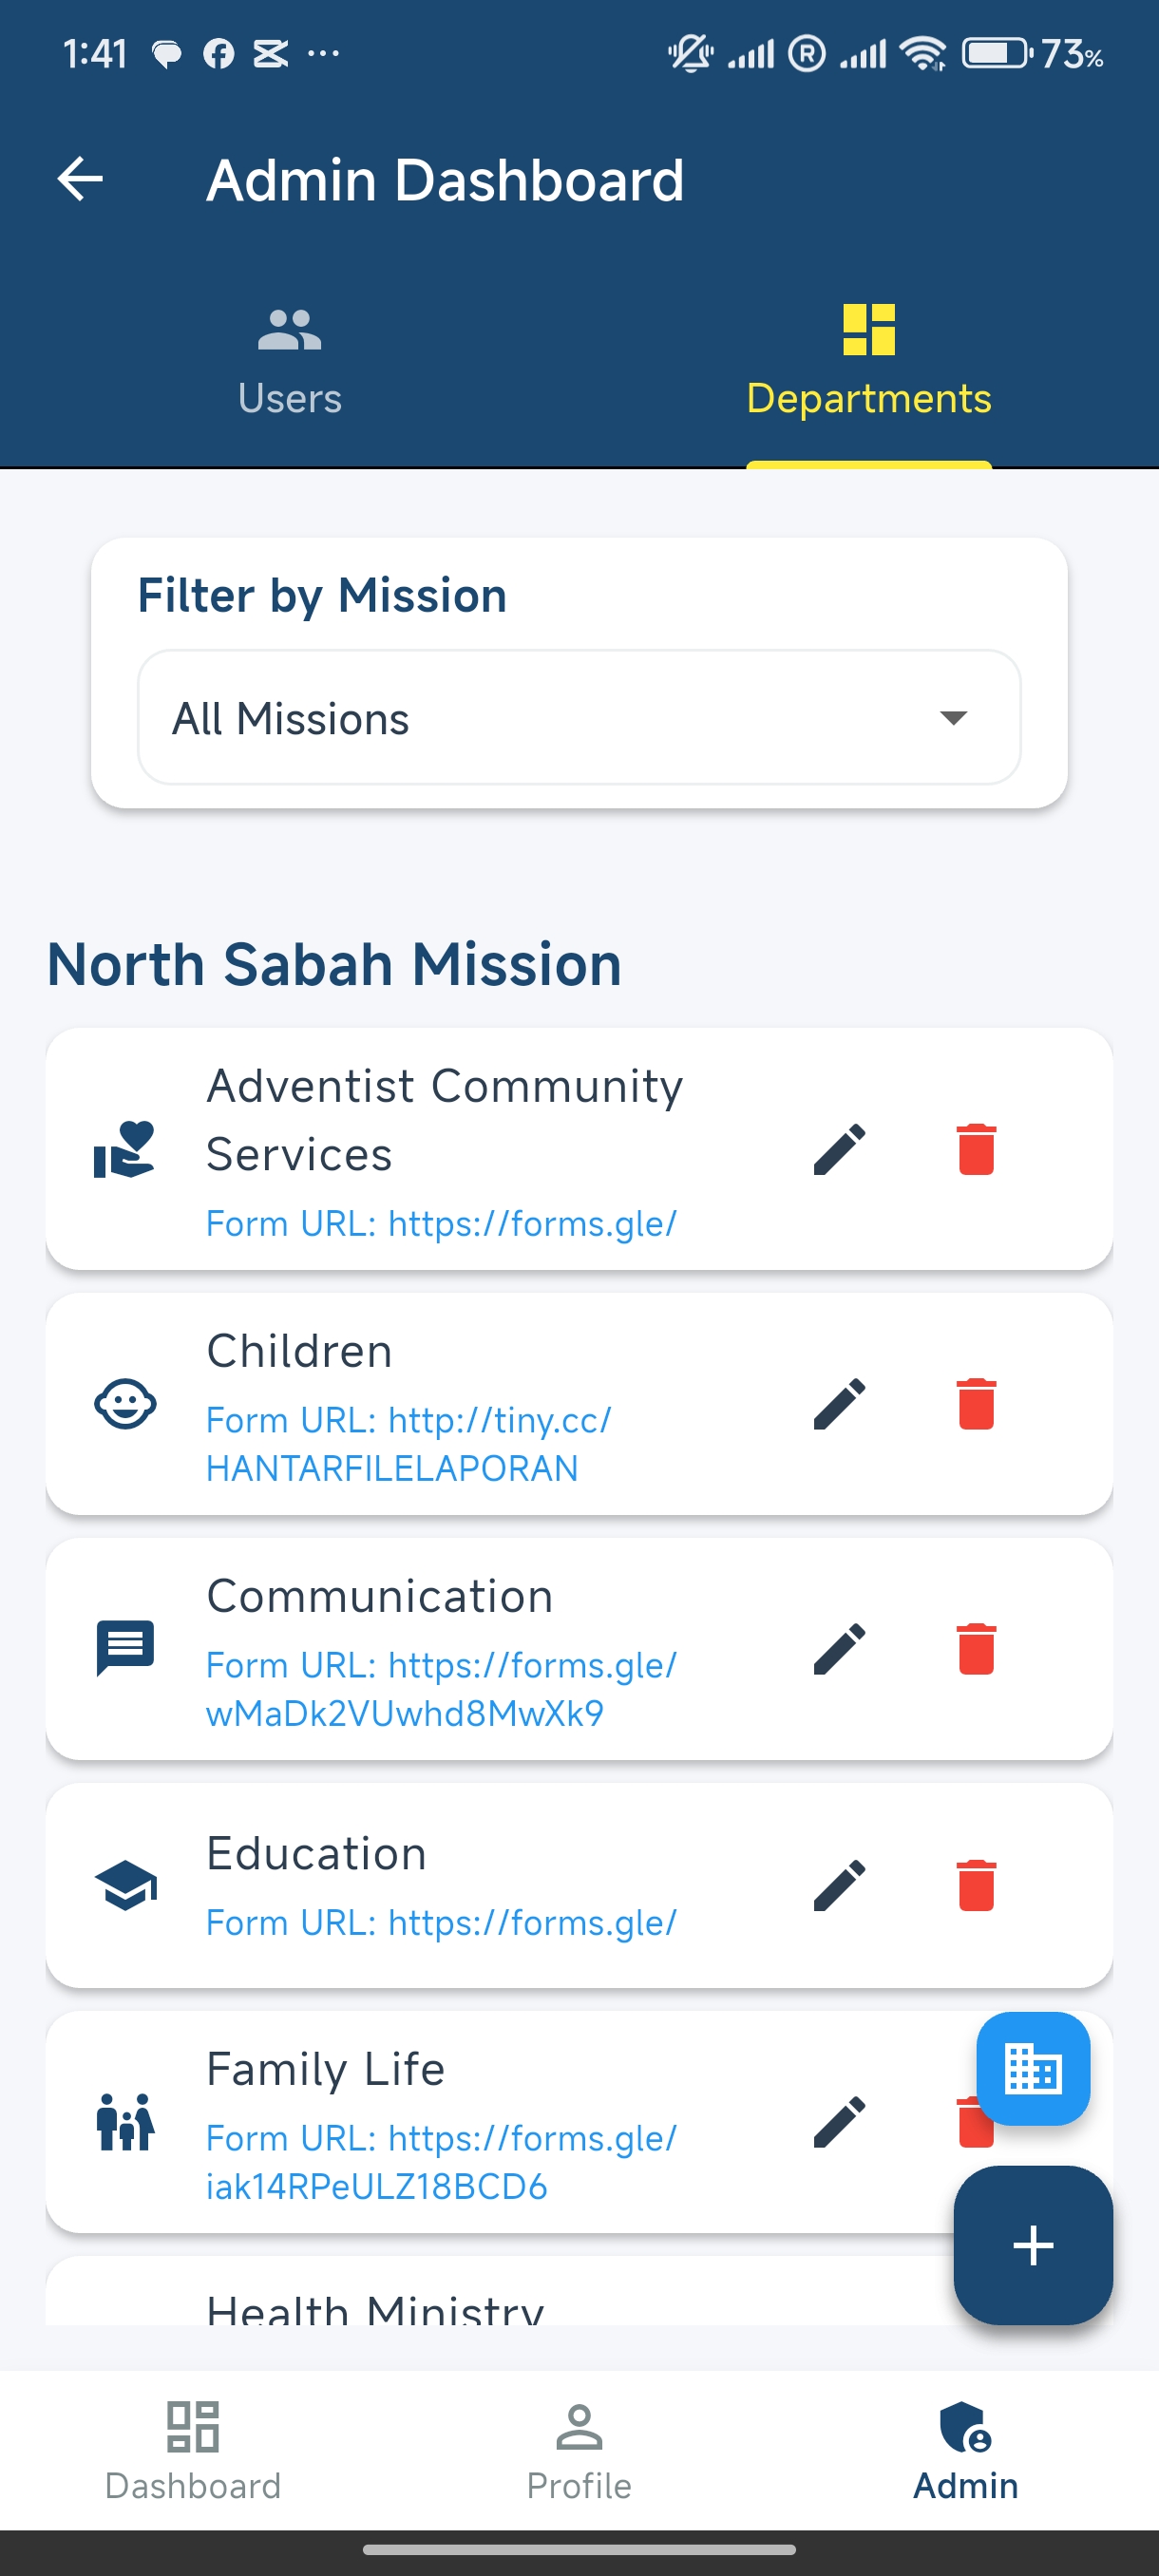 1:41
73%
Admin Dashboard
Users
Departments
Filter by Mission
All Missions
North Sabah Mission
Adventist Community
Services
Form URL: https://forms.gle/
Children
Form URL: http://tiny.cc/
HANTARFILELAPORAN
Communication
Form URL: https://forms.gle/
wMaDk2VUwhd8MwXk9
Education
Form URL: https://forms.gle/
Family Life
Form URL: https://forms.gle/
iak14RPeULZ18BCD6
Health Ministry
Dashboard
Profile
Admin